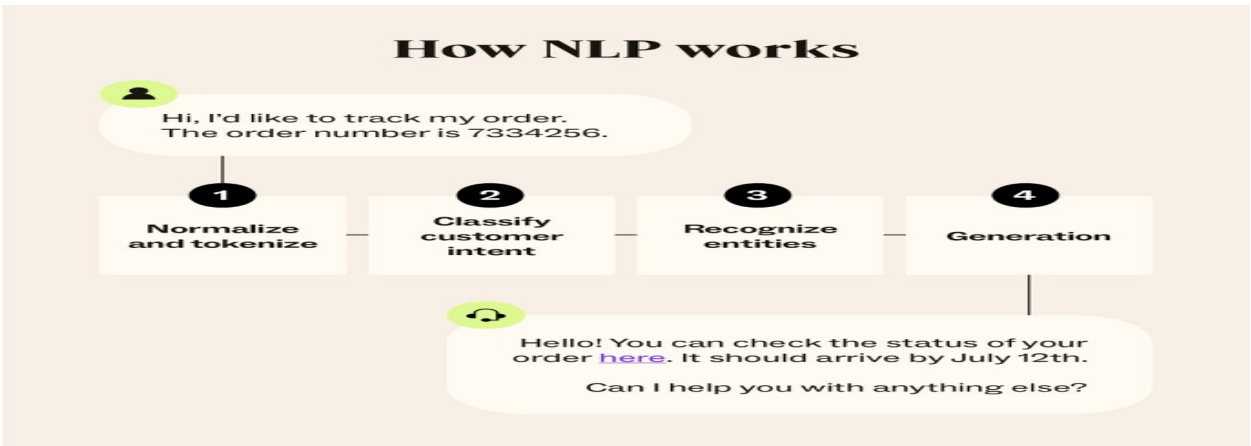 How NLP works
Hi, I'd like to track my order.
The order number is 7334256.
1
Normalize
and tokenize
2
Classify
customer
intent
3
Recognize
entities
4
Generation
Hello! You can check the status of your
order here. It should arrive by July 12th.
Can I help you with anything else?